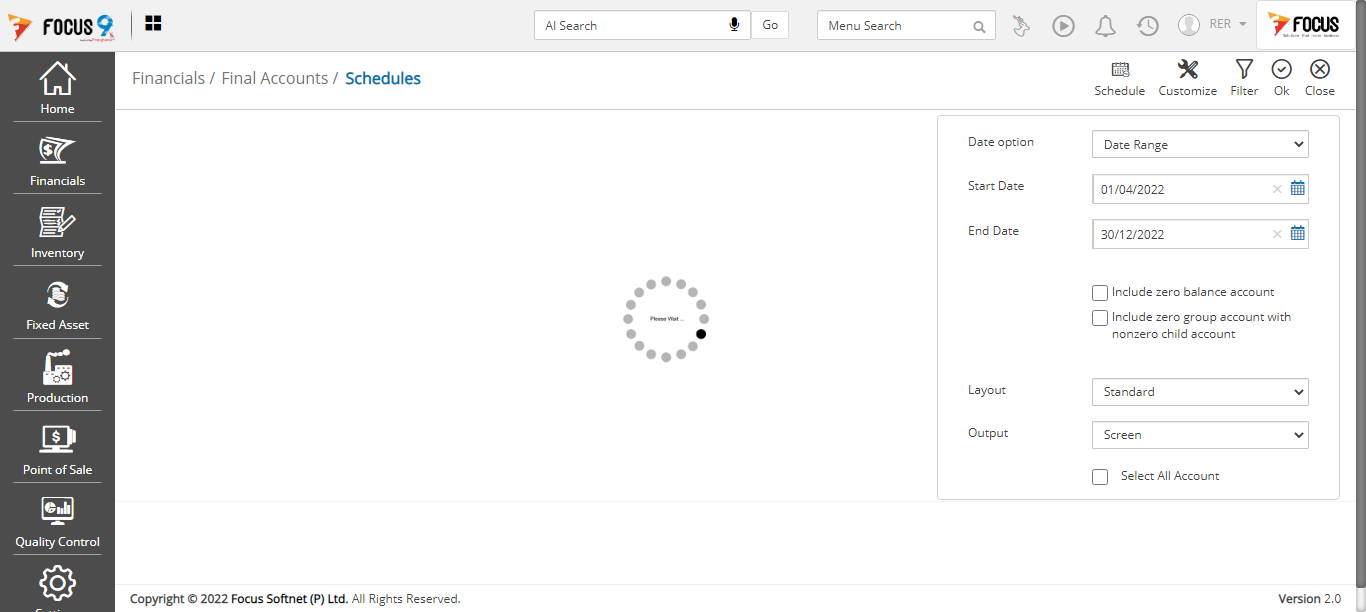 FOCUS 9
AI Search
Go
Menu Search
RER
FOCUS
Home
Financials
Inventory
Fixed Asset
Production
Point of Sale
Quality Control
Financials / Final Accounts / Schedules
Schedule
Customize
Filter
Ok
Close
Date option
Date Range
Start Date
01/04/2022
End Date
30/12/2022
Include zero balance account
Include zero group account with
nonzero child account
Layout
Standard
Output
Screen
Select All Account
Please Wait ...
Copyright © 2022 Focus Softnet (P) Ltd. All Rights Reserved.
Version 2.0